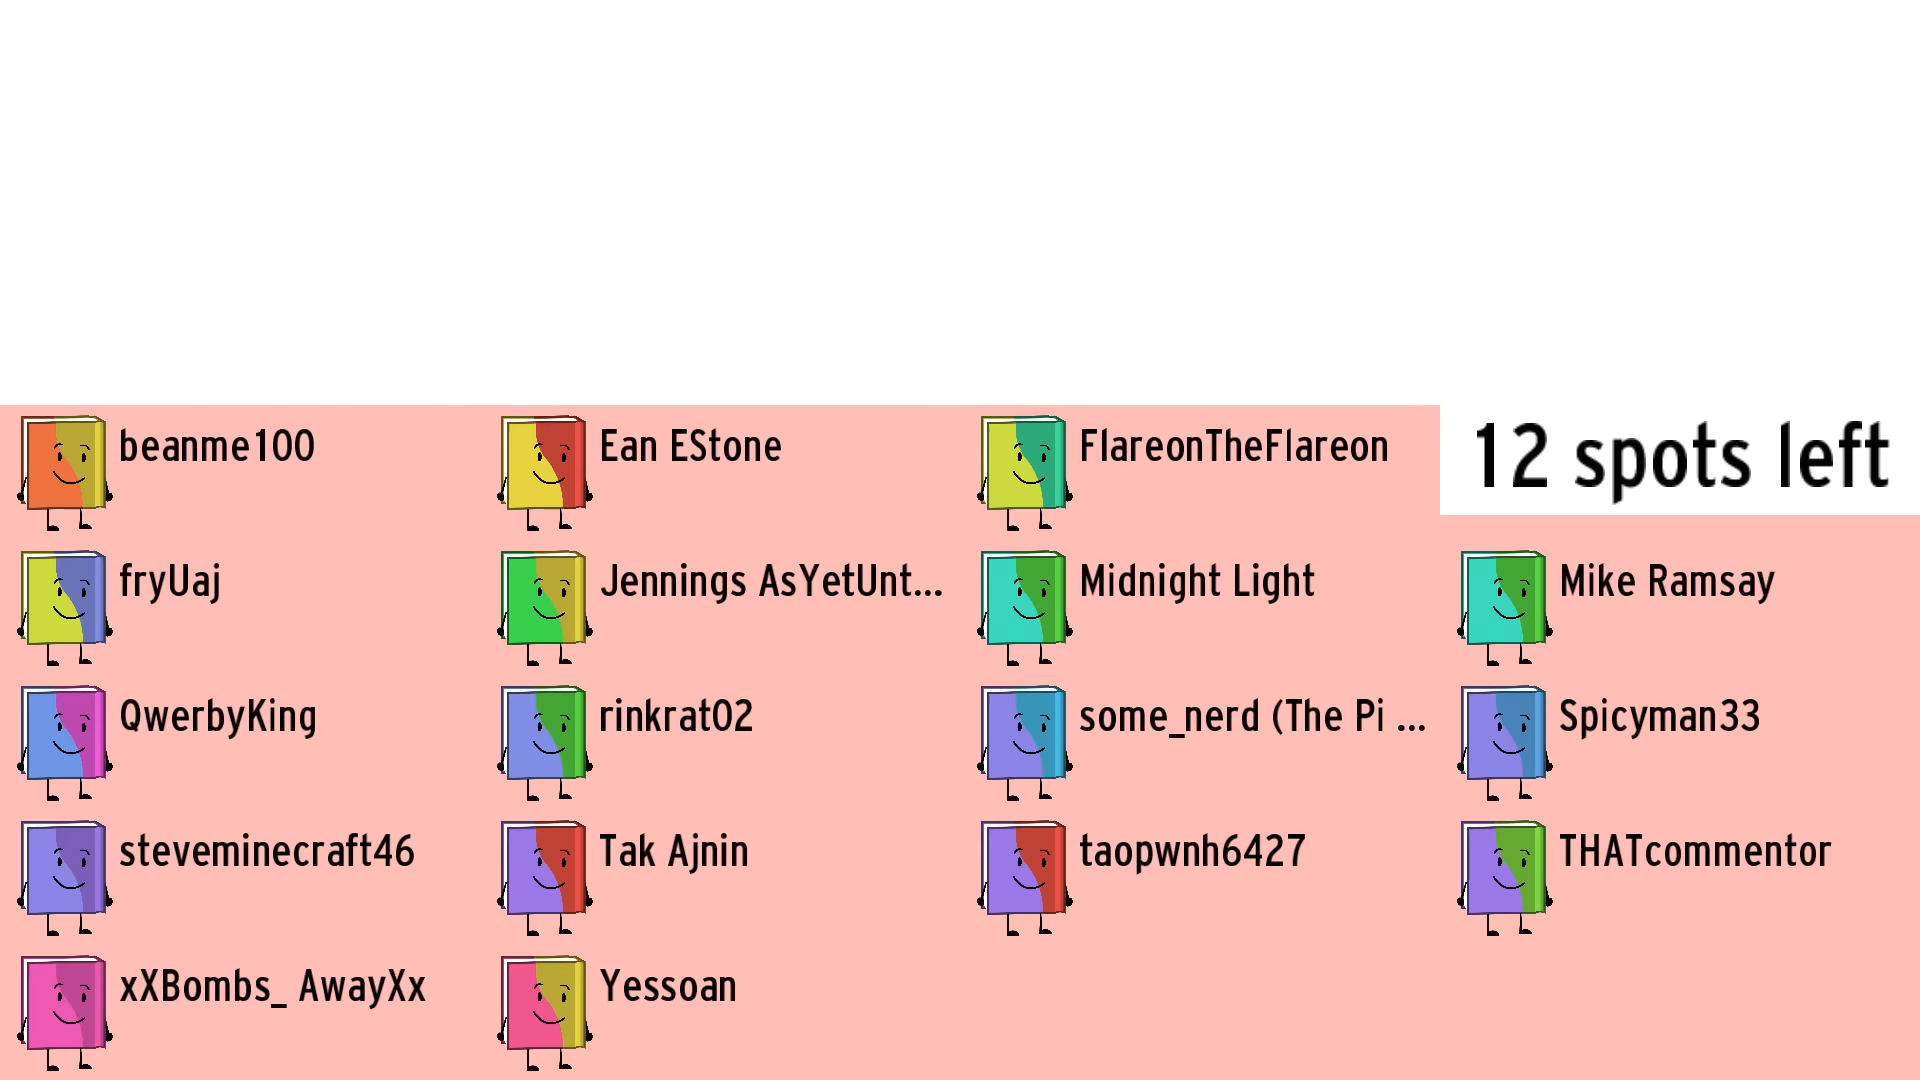 beanme100
Ean EStone
FlareonTheFlareon
12 spots left
fryUaj
Jennings AsYetUnt...
Midnight Light
Mike Ramsay
QwerbyKing
rinkrat02
some_nerd (The Pi ...
Spicyman33
steveminecraft46
Tak Ajnin
taopwnh6427
THATcommentor
xXBombs_ AwayXx
Yessoan